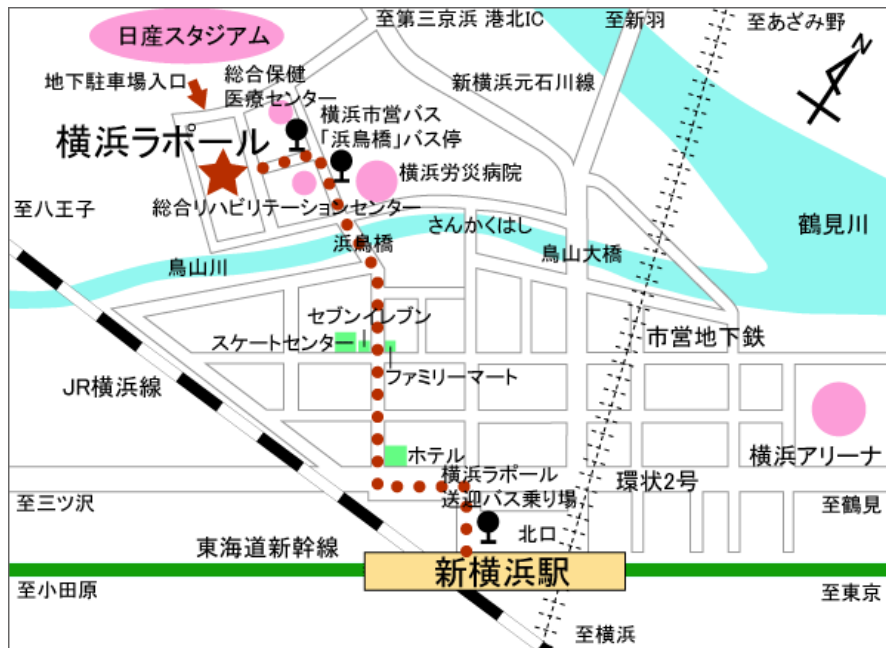 至第三京浜 港北IC
至新羽
至あざみ野
日産スタジアム
地下駐車場入口
総合保健
医療センター
新横浜元石川線
N
横浜市営バス
「浜鳥橋」バス停
横浜ラポール
横浜労災病院
至八王子
総合リハビリテーションセンター
さんかくはし
鶴見川
浜鳥橋
鳥山大橋
鳥山川
セブンイレブン
スケートセンター
市営地下鉄
ファミリーマート
JR横浜線
ホテル
横浜アリーナ
横浜ラポール
送迎バス乗り場
環状2号
至三ツ沢
至鶴見
北口
東海道新幹線
新横浜駅
至小田原
至東京
至横浜